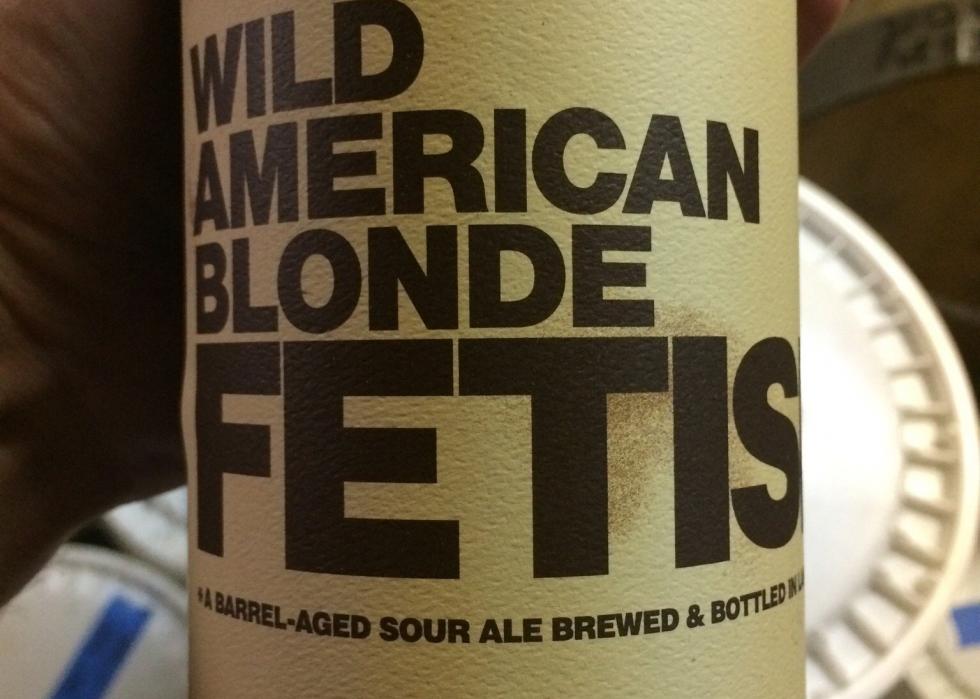 WILD
AMERICAN
BLONDE
FETIS
*A BARREL-AGED SOUR ALE BREWED & BOTTLED IN